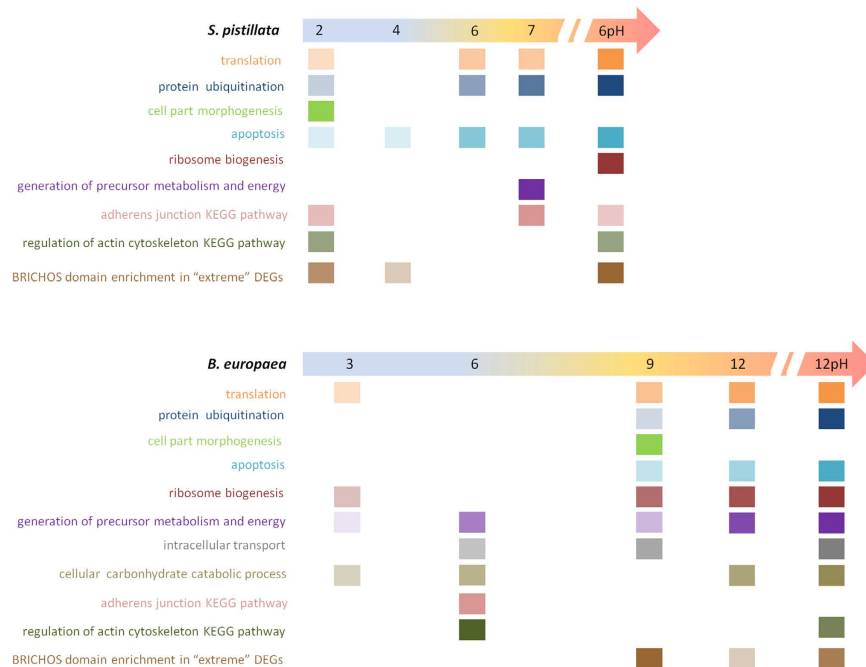 S. pistillata 2 4 6 7 6pH
translation
protein ubiquitination
cell part morphogenesis
apoptosis
ribosome biogenesis
generation of precursor metabolism and energy
adherens junction KEGG pathway
regulation of actin cytoskeleton KEGG pathway
BRICHOS domain enrichment in “extreme” DEGs
B. europaea 3 6 9 12 12pH
translation
protein ubiquitination
cell part morphogenesis
apoptosis
ribosome biogenesis
generation of precursor metabolism and energy
intracellular transport
cellular carbonhydrate catabolic process
adherens junction KEGG pathway
regulation of actin cytoskeleton KEGG pathway
BRICHOS domain enrichment in “extreme” DEGs